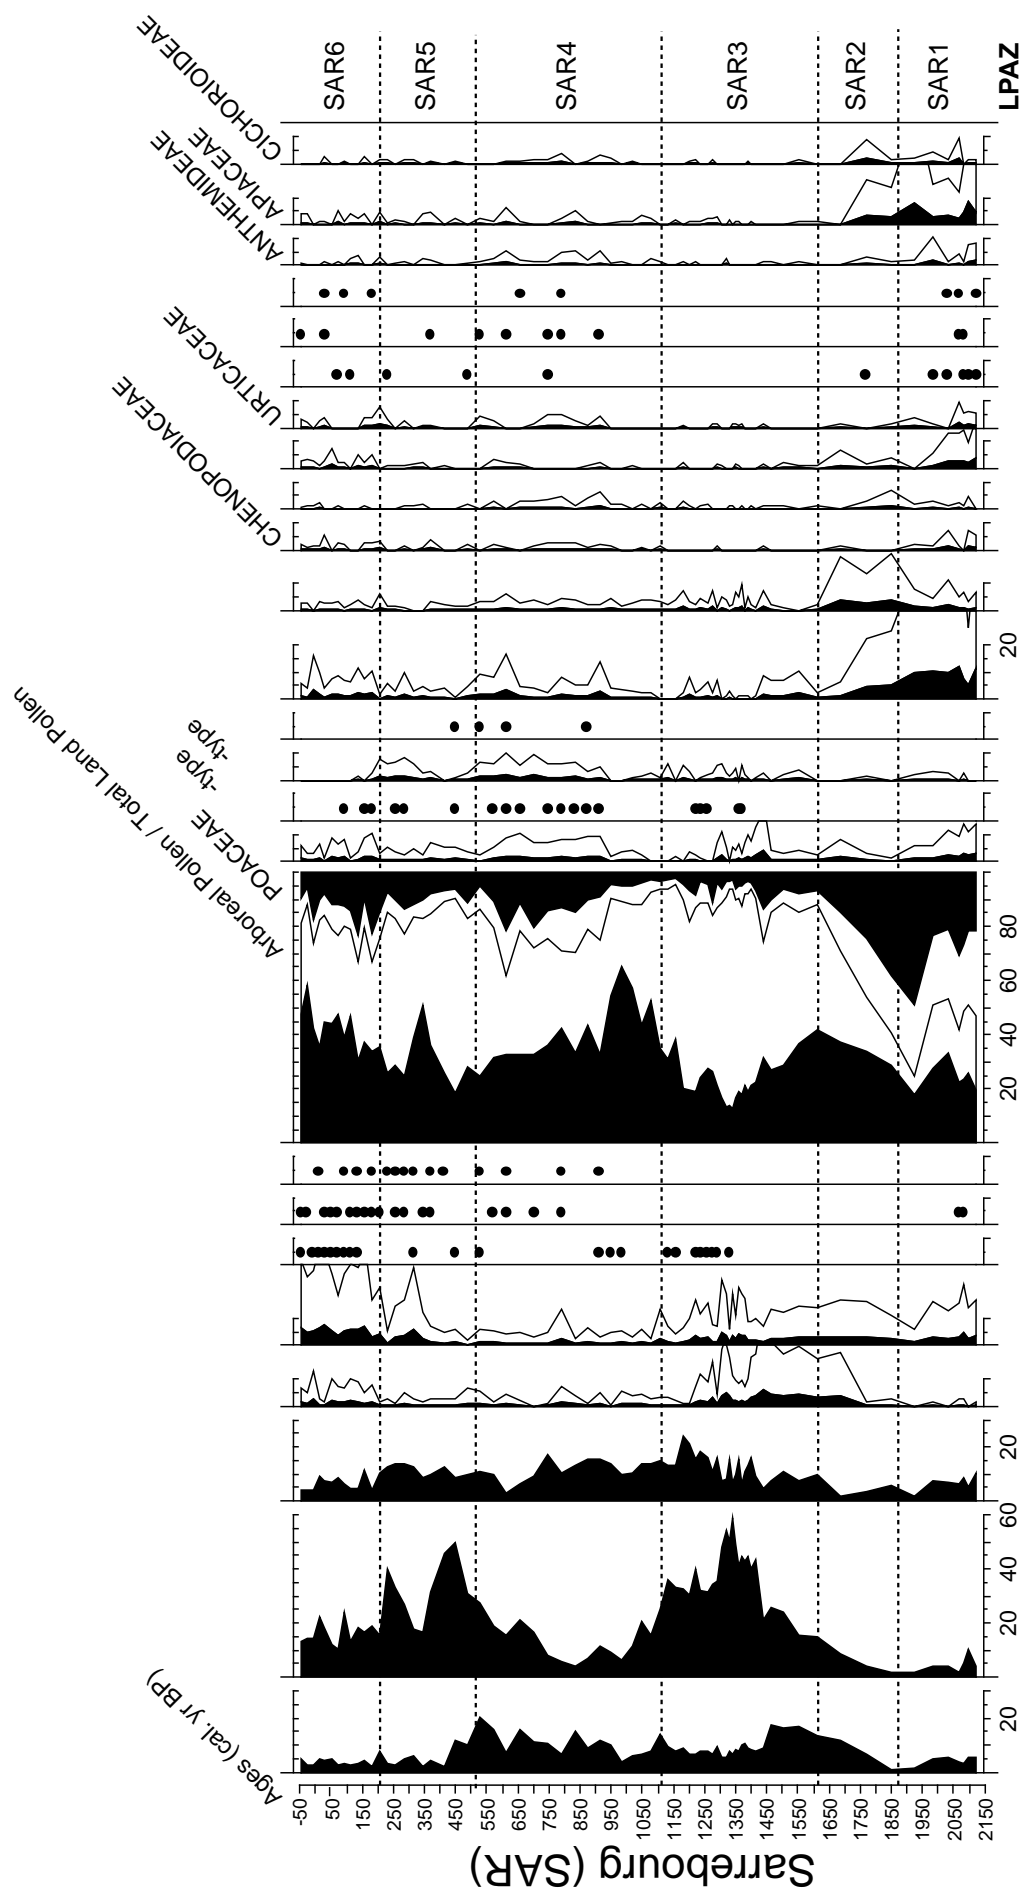 Sarrebourg (SAR)
Ages (cal. yr BP)
-50
50
150
250
350
450
550
650
750
850
950
1050
1150
1250
1350
1450
1550
1650
1750
1850
1950
2050
2150
20
20
40
60
20
20
40
60
80
Arboreal Pollen / Total Land Pollen
POACEAE
-type
-type
20
CHENOPODIACEAE
URTICACEAE
ANTHEMIDEAE
APIACEAE
CICHORIOIDEAE
SAR6
SAR5
SAR4
SAR3
SAR2
SAR1
LPAZ